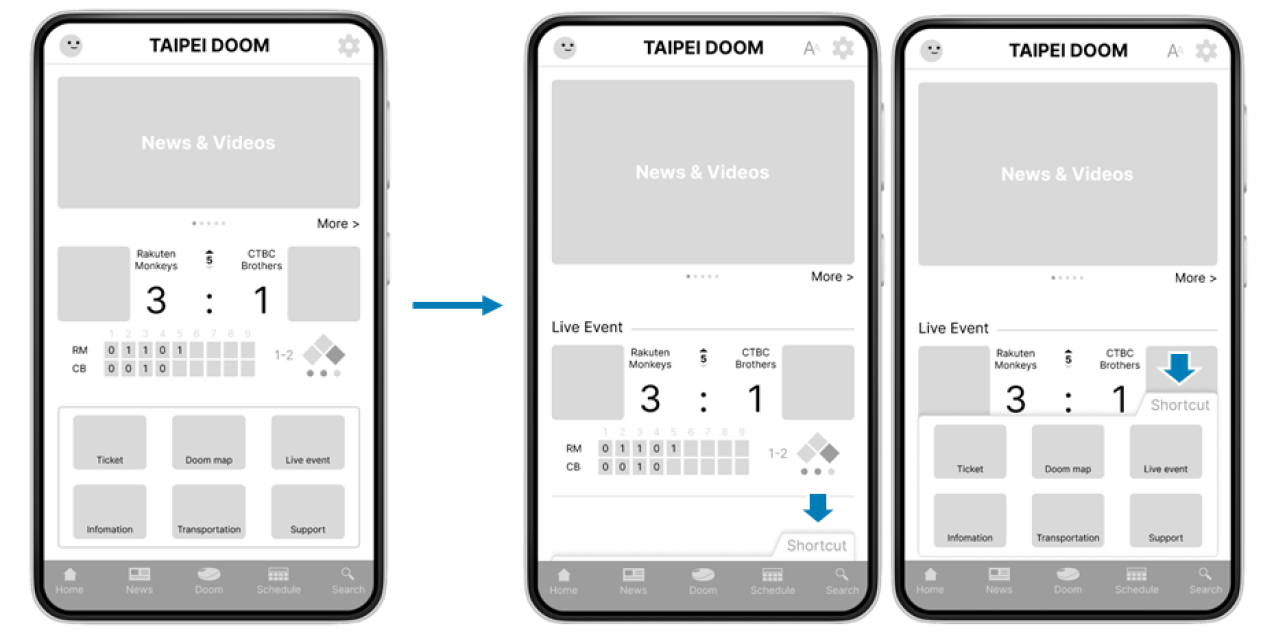 TAIPEI DOOM
News & Videos
More >
Rakuten Monkeys
5
CTBC Brothers
3 : 1
1 2 3 4 5 6 7 8 9
RM 0 1 1 0 1
CB 0 0 1 0
1-2
Ticket
Doom map
Live event
Infomation
Transportation
Support
Home
News
Doom
Schedule
Search
TAIPEI DOOM
AA
News & Videos
More >
Live Event
Rakuten Monkeys
5
CTBC Brothers
3 : 1
1 2 3 4 5 6 7 8 9
RM 0 1 1 0 1
CB 0 0 1 0
1-2
Shortcut
Home
News
Doom
Schedule
Search
TAIPEI DOOM
AA
News & Videos
More >
Live Event
Rakuten Monkeys
5
CTBC Brothers
3 : 1
Shortcut
Ticket
Doom map
Live event
Infomation
Transportation
Support
Home
News
Doom
Schedule
Search